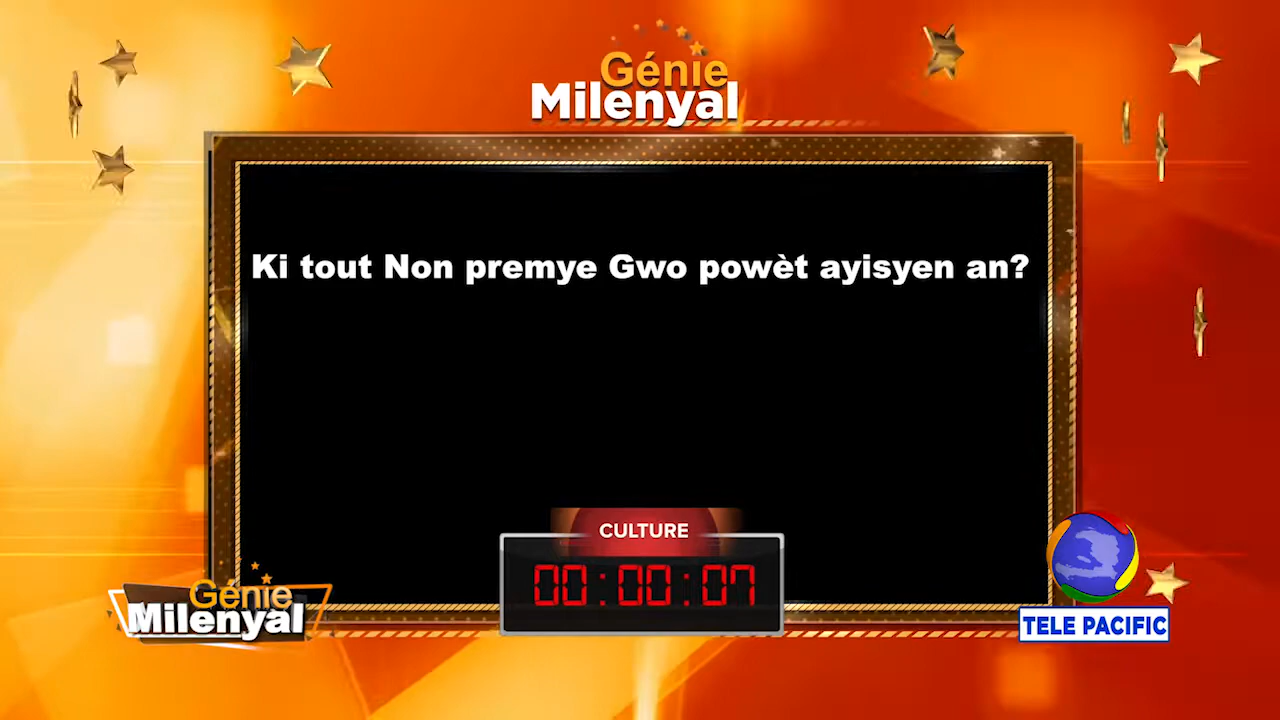 Génie
Milenyal
Ki tout Non premye Gwo powèt ayisyen an?
CULTURE
00:00:07
Génie
Milenyal
TELE PACIFIC